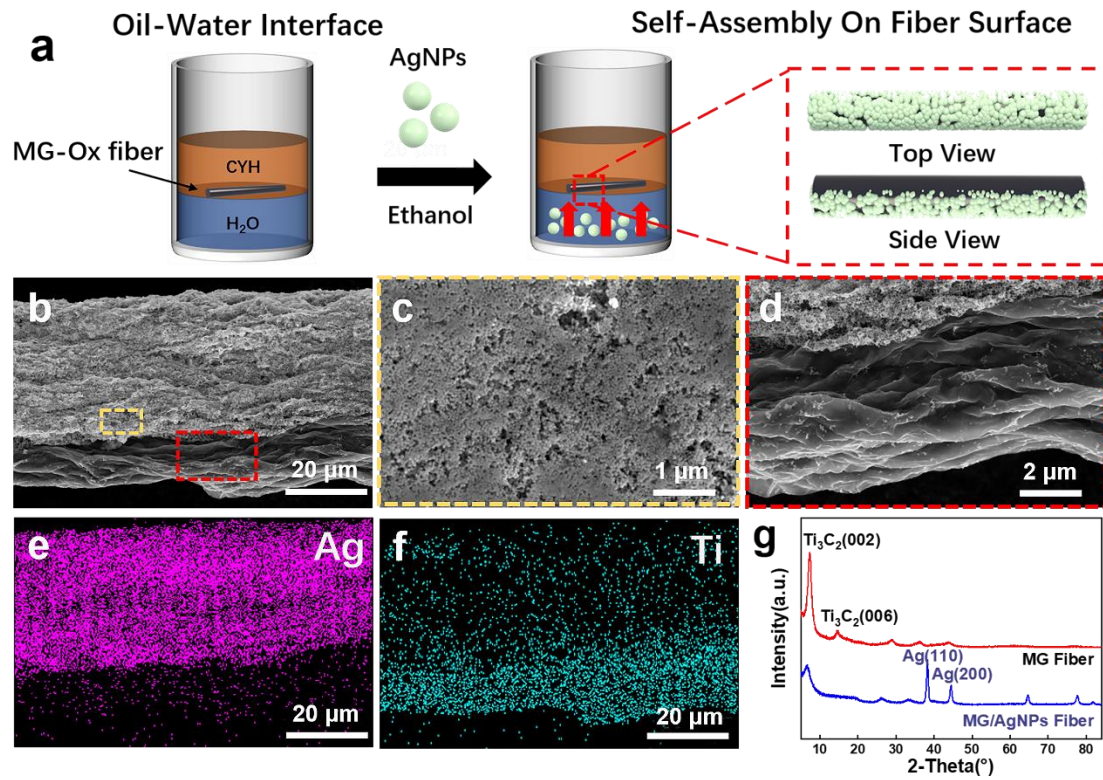 a
Oil-Water Interface
Self-Assembly On Fiber Surface
AgNPs
MG-Ox fiber
CYH
H₂O
Ethanol
Top View
Side View
b
20 μm
c
1 μm
d
2 μm
e
Ag
20 μm
f
Ti
20 μm
g
Intensity(a.u.)
Ti₃C₂(002)
Ti₃C₂(006)
MG Fiber
Ag(110)
Ag(200)
MG/AgNPs Fiber
10 20 30 40 50 60 70 80
2-Theta(°)